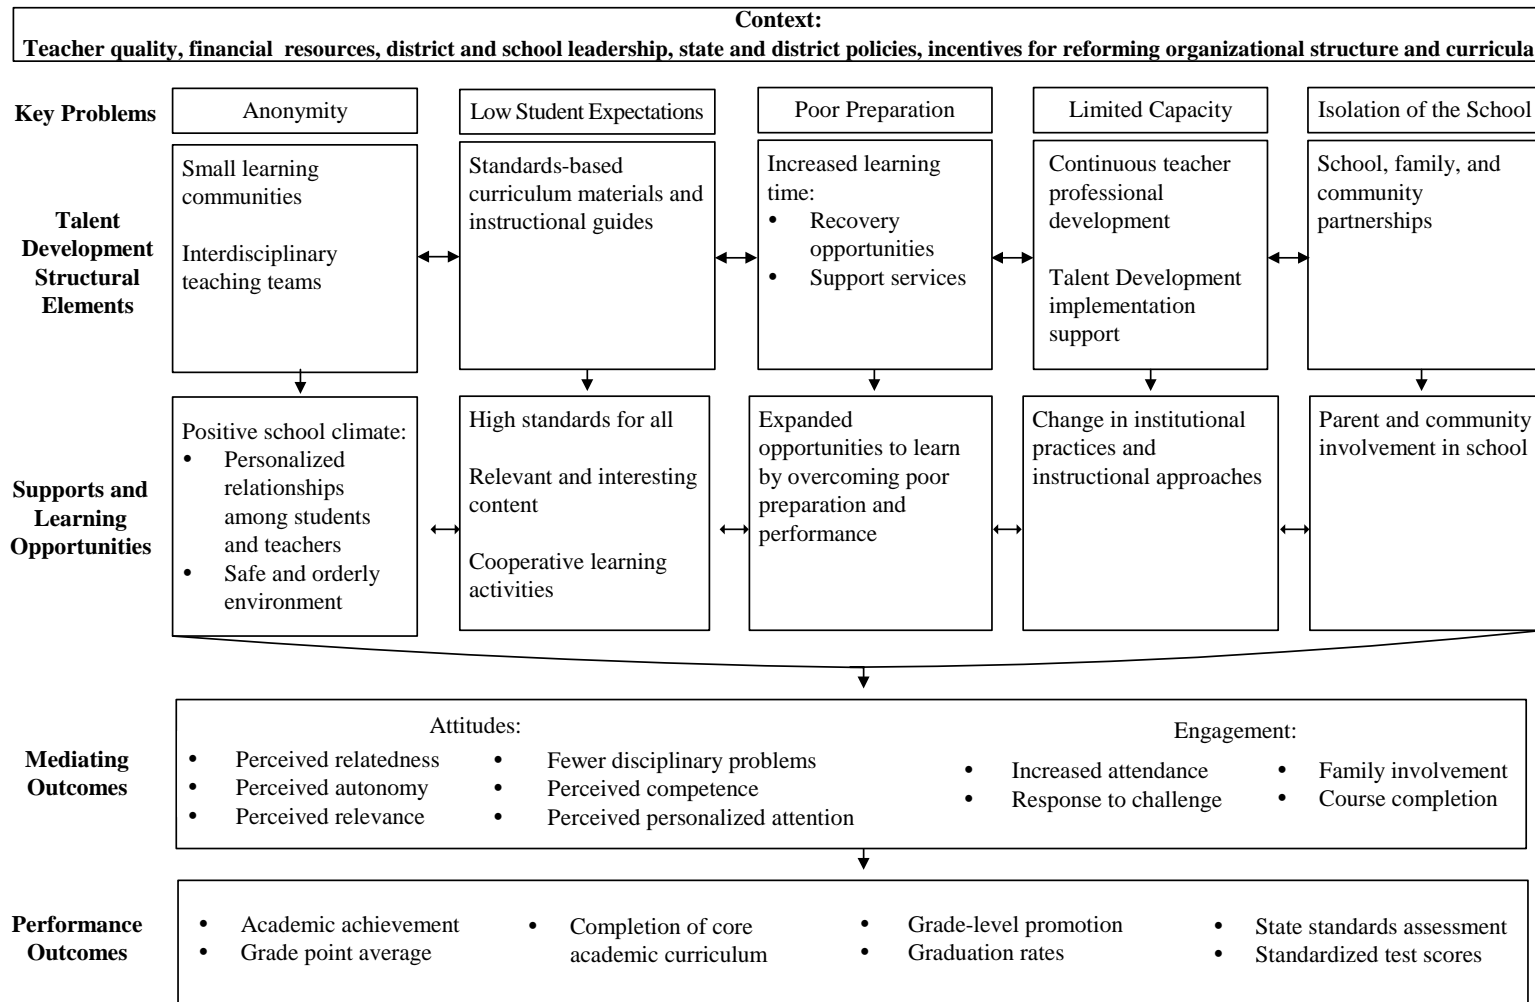 Context:
Teacher quality, financial resources, district and school leadership, state and district policies, incentives for reforming organizational structure and curricula
Key Problems
Anonymity
Low Student Expectations
Poor Preparation
Limited Capacity
Isolation of the School
Talent
Development
Structural
Elements
Small learning
communities
Interdisciplinary
teaching teams
Standards-based
curriculum materials and
instructional guides
Increased learning
time:
• Recovery
opportunities
• Support services
Continuous teacher
professional
development
Talent Development
implementation
support
School, family, and
community
partnerships
Supports and
Learning
Opportunities
Positive school climate:
• Personalized
relationships
among students
and teachers
• Safe and orderly
environment
High standards for all
Relevant and interesting
content
Cooperative learning
activities
Expanded
opportunities to learn
by overcoming poor
preparation and
performance
Change in institutional
practices and
instructional approaches
Parent and community
involvement in school
Mediating
Outcomes
Attitudes:
• Perceived relatedness
• Perceived autonomy
• Perceived relevance
• Fewer disciplinary problems
• Perceived competence
• Perceived personalized attention
Engagement:
• Increased attendance
• Response to challenge
• Family involvement
• Course completion
Performance
Outcomes
• Academic achievement
• Grade point average
• Completion of core
academic curriculum
• Grade-level promotion
• Graduation rates
• State standards assessment
• Standardized test scores